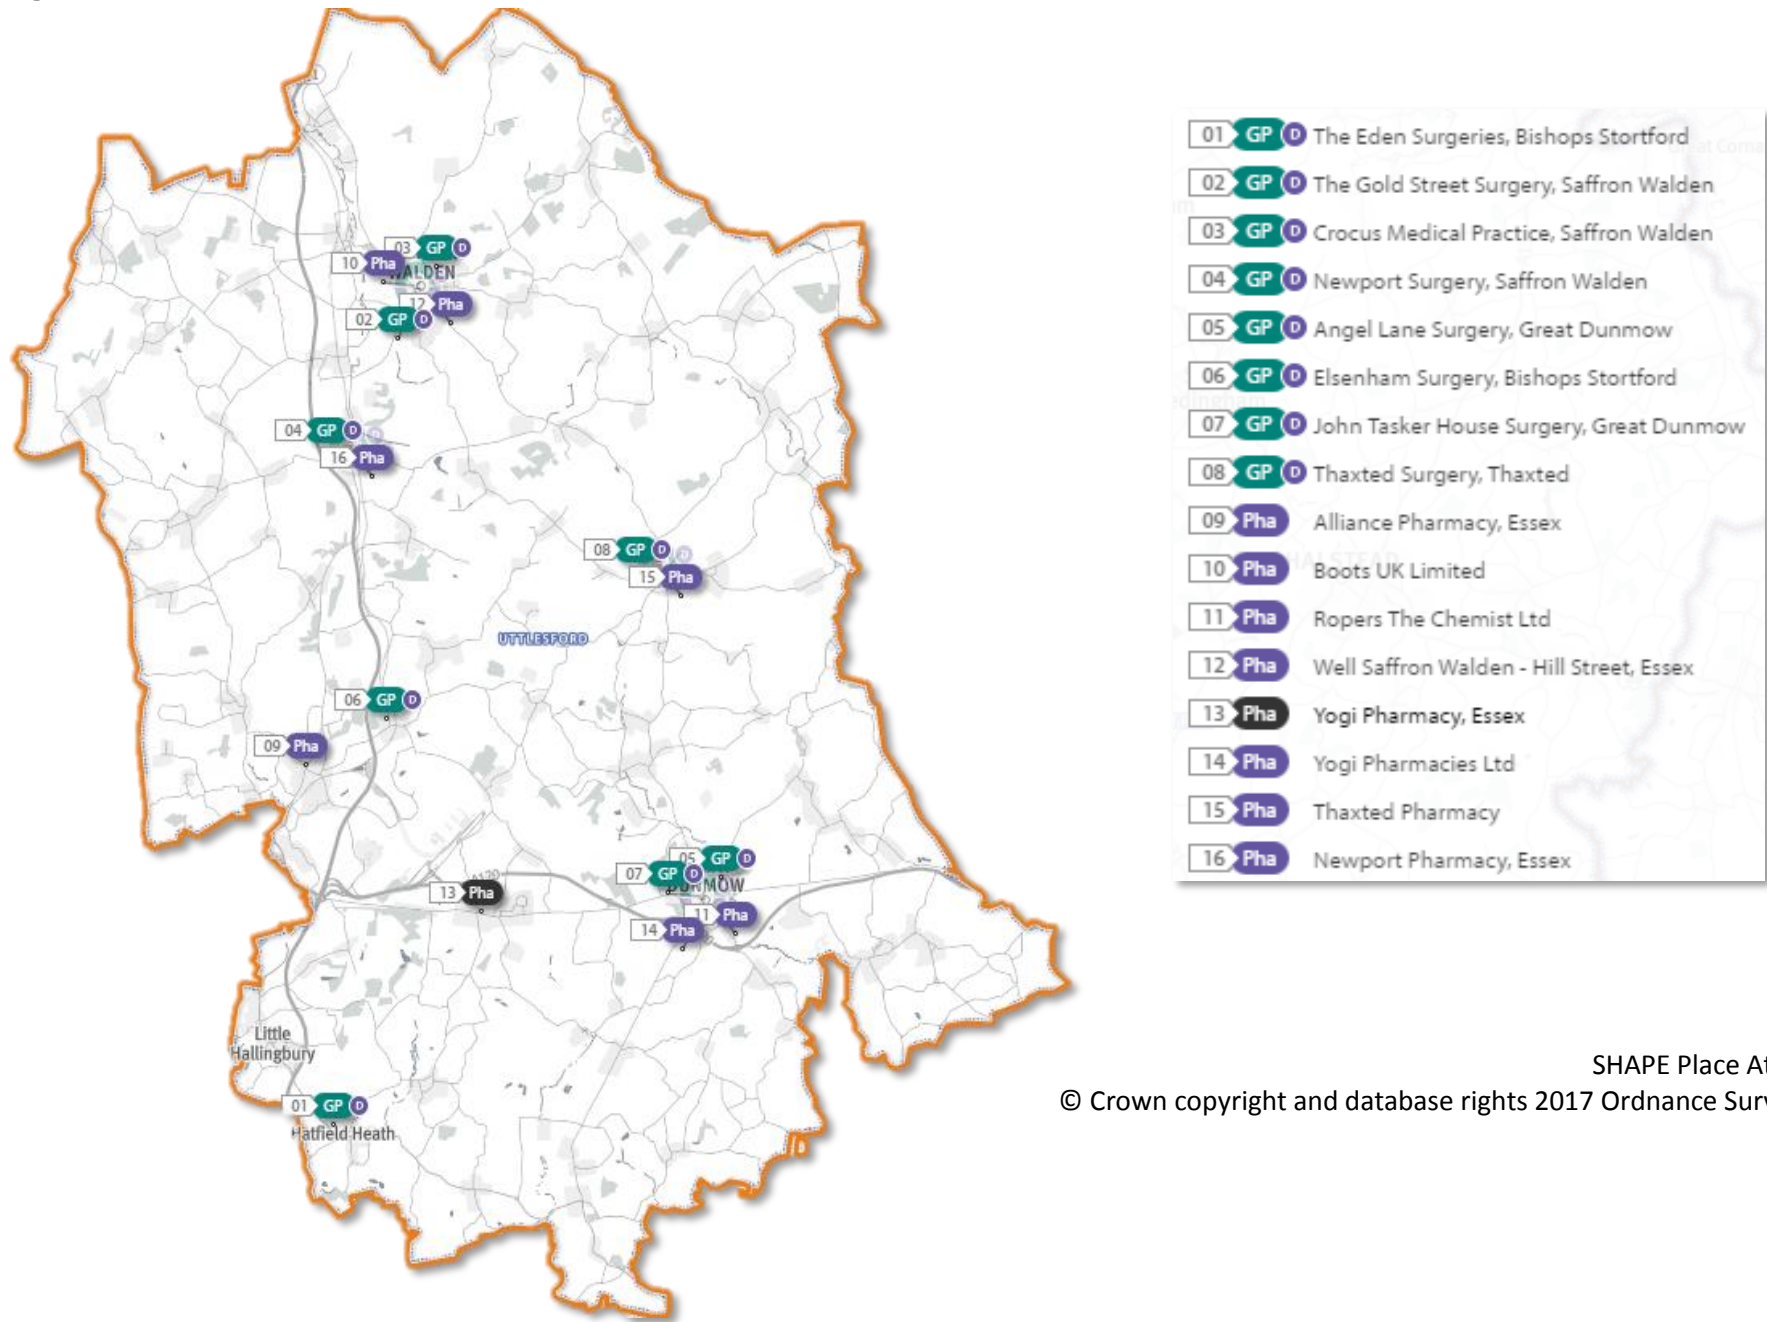 03 GP D
10 Pha
WALDEN
12 Pha
02 GP D
04 GP D
16 Pha
08 GP D
15 Pha
UTTLESFORD
06 GP D
09 Pha
A120
13 Pha
05 GP D
07 GP D
DUNMOW
11 Pha
14 Pha
Little
Hallingbury
01 GP D
Hatfield Heath
01 GP D The Eden Surgeries, Bishops Stortford
02 GP D The Gold Street Surgery, Saffron Walden
03 GP D Crocus Medical Practice, Saffron Walden
04 GP D Newport Surgery, Saffron Walden
05 GP D Angel Lane Surgery, Great Dunmow
06 GP D Elsenham Surgery, Bishops Stortford
07 GP D John Tasker House Surgery, Great Dunmow
08 GP D Thaxted Surgery, Thaxted
09 Pha Alliance Pharmacy, Essex
10 Pha Boots UK Limited
HALSTEAD
11 Pha Ropers The Chemist Ltd
12 Pha Well Saffron Walden - Hill Street, Essex
13 Pha Yogi Pharmacy, Essex
14 Pha Yogi Pharmacies Ltd
15 Pha Thaxted Pharmacy
16 Pha Newport Pharmacy, Essex
SHAPE Place At
© Crown copyright and database rights 2017 Ordnance Surv